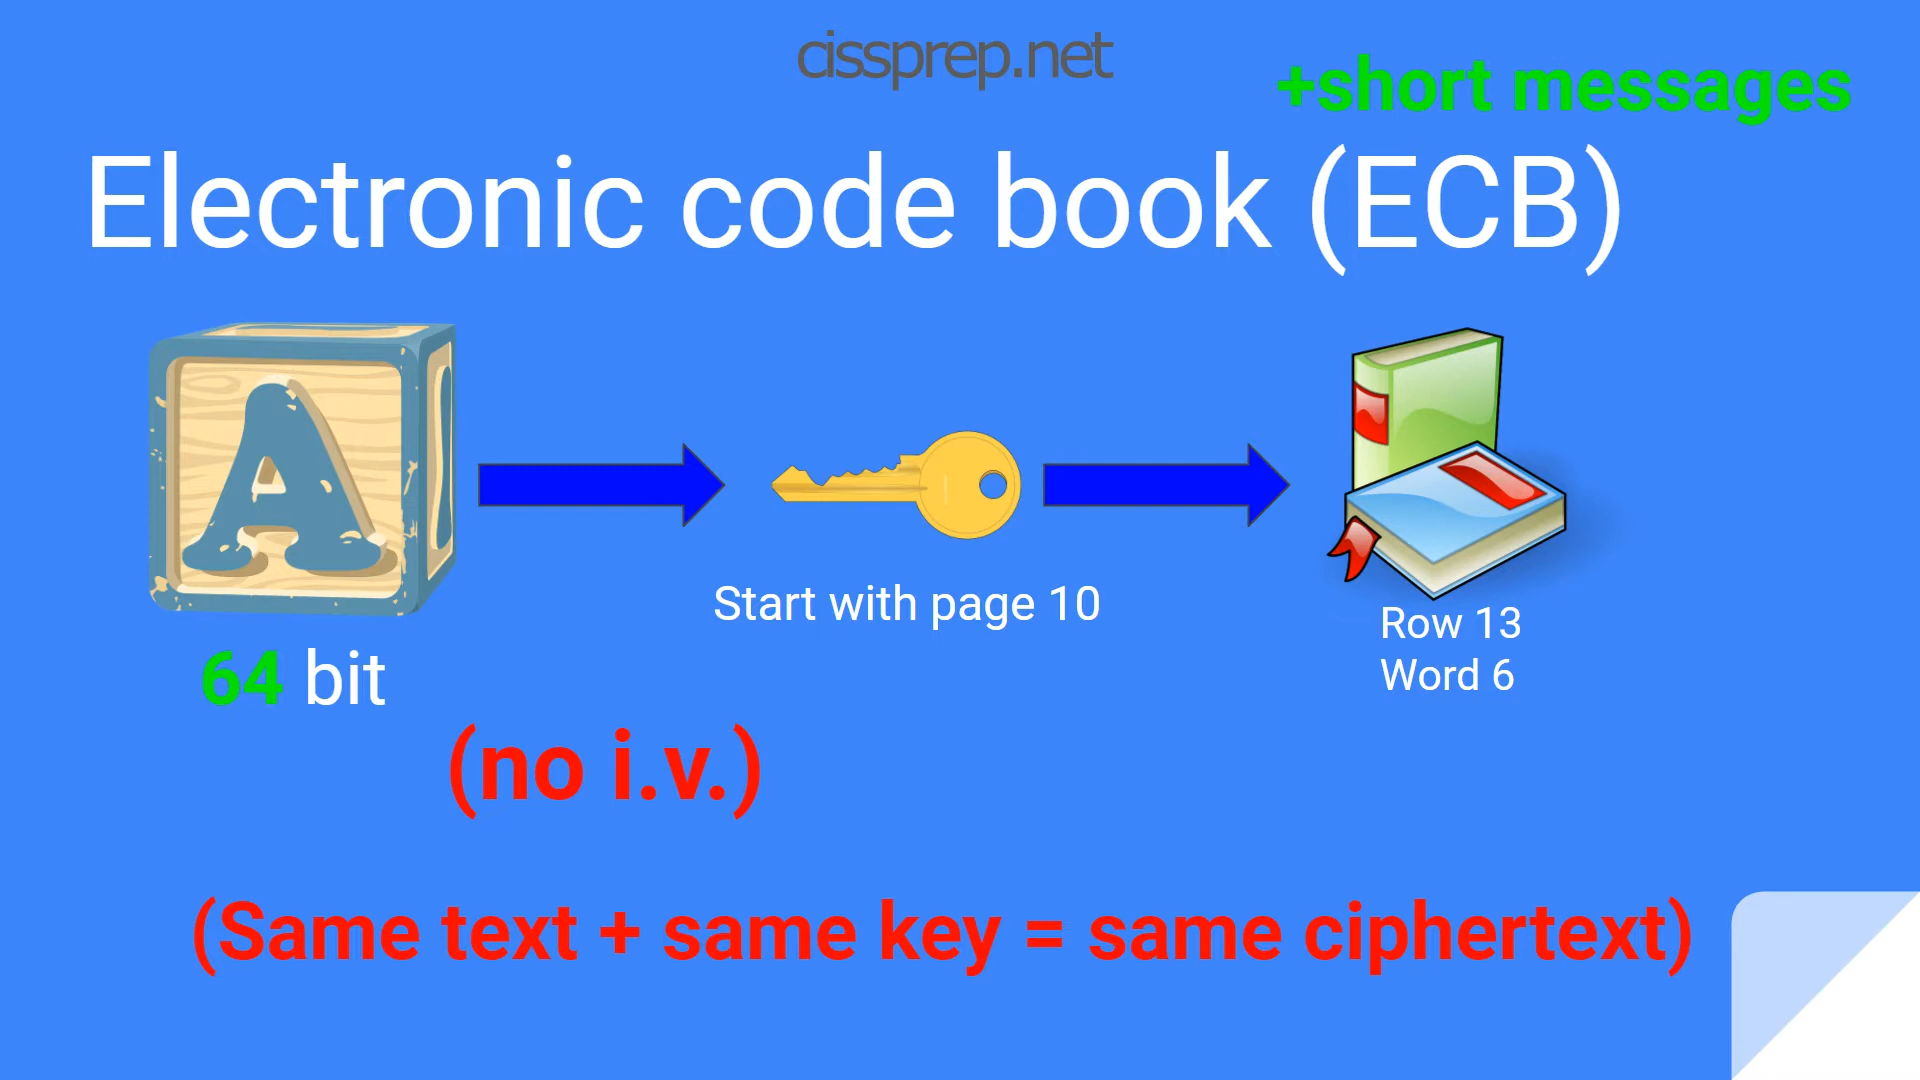 cissprep.net
+short messages
Electronic code book (ECB)
A
Start with page 10
Row 13
Word 6
64 bit
(no i.v.)
(Same text + same key = same ciphertext)